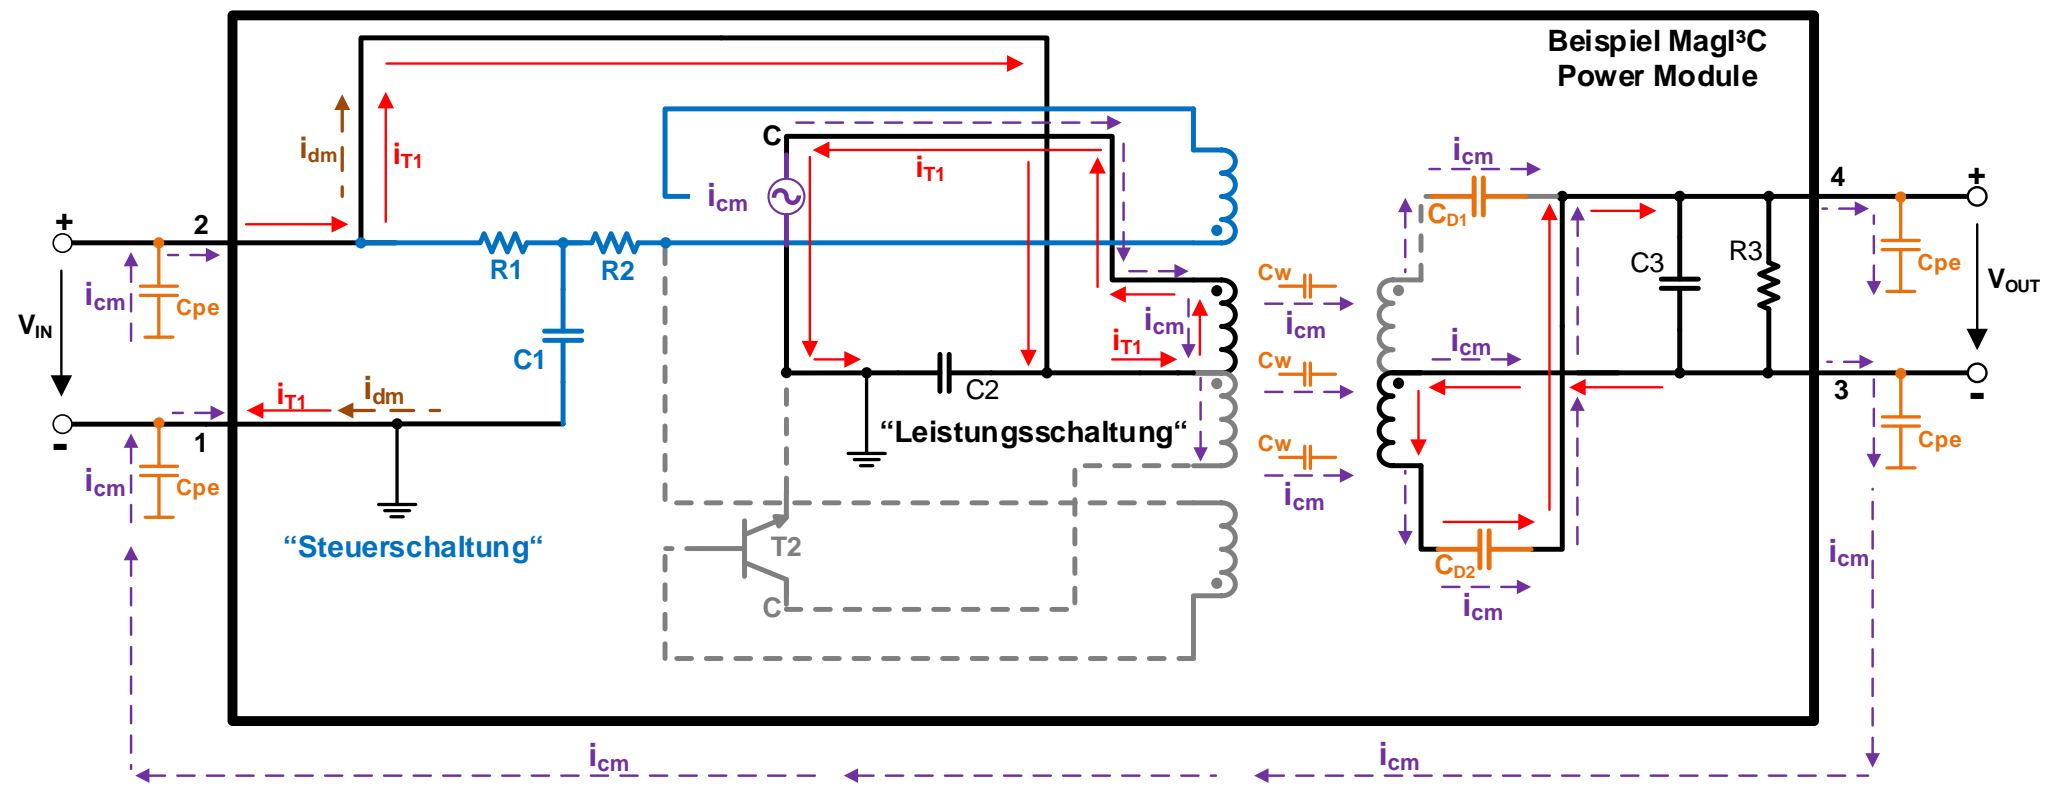 Beispiel MagI³C
Power Module
C
4
+
i_cm
i_dm
i_T1
i_T1
i_cm
i_cm
C_D1
+
2
R1
R2
Cw
C3
R3
Cpe
V_OUT
i_cm
Cpe
V_IN
C1
i_cm
i_T1
i_cm
Cw
i_cm
C2
i_cm
3
-
i_T1
i_dm
-
1
“Leistungsschaltung“
Cw
Cpe
i_cm
Cpe
i_cm
“Steuerschaltung“
T2
C
C_D2
i_cm
i_cm
i_cm
i_cm